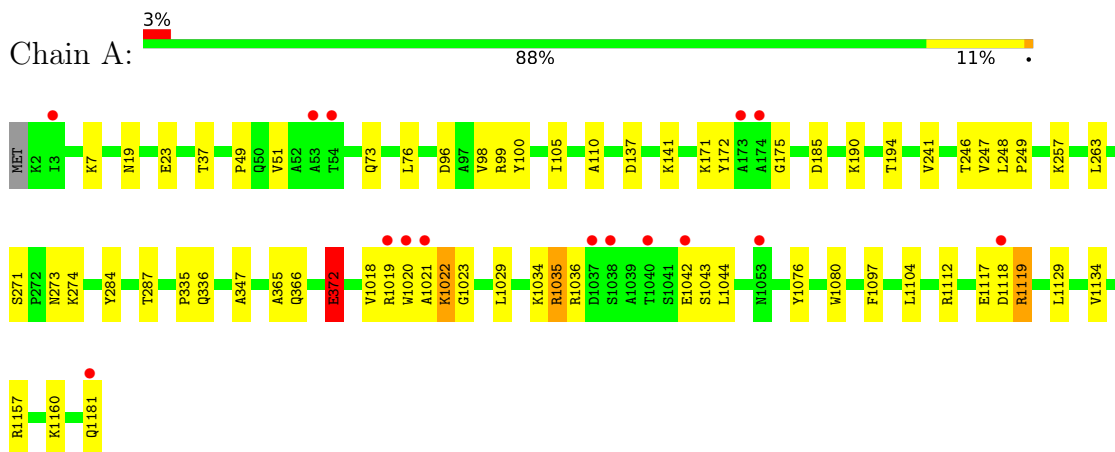 3%
Chain A:
88% 11% •
MET K2 I3 K7 N19 E23 T37 P49 Q50 V51 A52 A53 T54 Q73 L76 D96 A97 V98 R99 Y100 I105 A110 D137 K141 K171 Y172 A173 A174 G175 D185 K190 T194 V241 T246 V247 L248 P249 K257 L263
S271 P272 N273 K274 Y284 T287 P335 Q336 A347 A365 Q366 E372 V1018 R1019 W1020 A1021 K1022 G1023 L1029 K1034 R1035 R1036 D1037 S1038 A1039 T1040 S1041 E1042 S1043 L1044 N1053 Y1076 W1080 F1097 L1104 R1112 E1117 D1118 R1119 L1129 V1134
R1157 K1160 Q1181